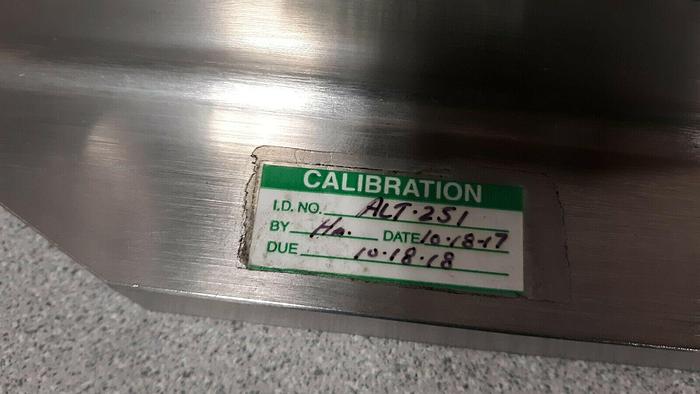 CALIBRATION
I.D. NO. ALT-251
BY Ha. DATE 10-18-17
DUE 10-18-18